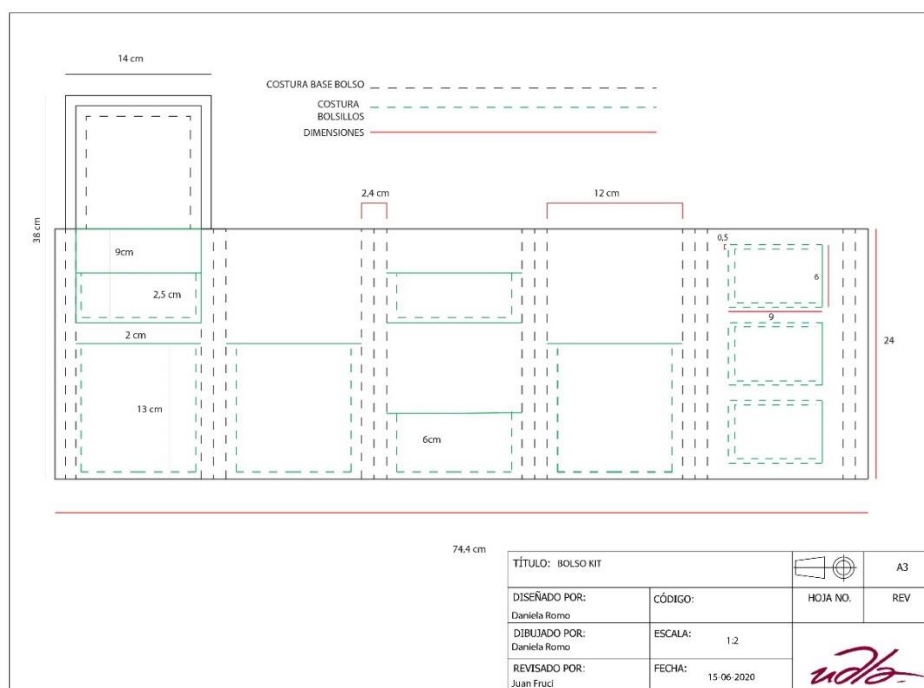 14 cm
COSTURA BASE BOLSO
COSTURA
BOLSILLOS
DIMENSIONES
38 cm
2,4 cm
12 cm
9cm
2,5 cm
2 cm
13 cm
6cm
0,5
6
9
24
74,4 cm
TÍTULO: BOLSO KIT
A3
DISEÑADO POR:
Daniela Romo
CÓDIGO:
HOJA NO.
REV
DIBUJADO POR:
Daniela Romo
ESCALA: 1:2
REVISADO POR:
Juan Fruci
FECHA: 15-06-2020
udla